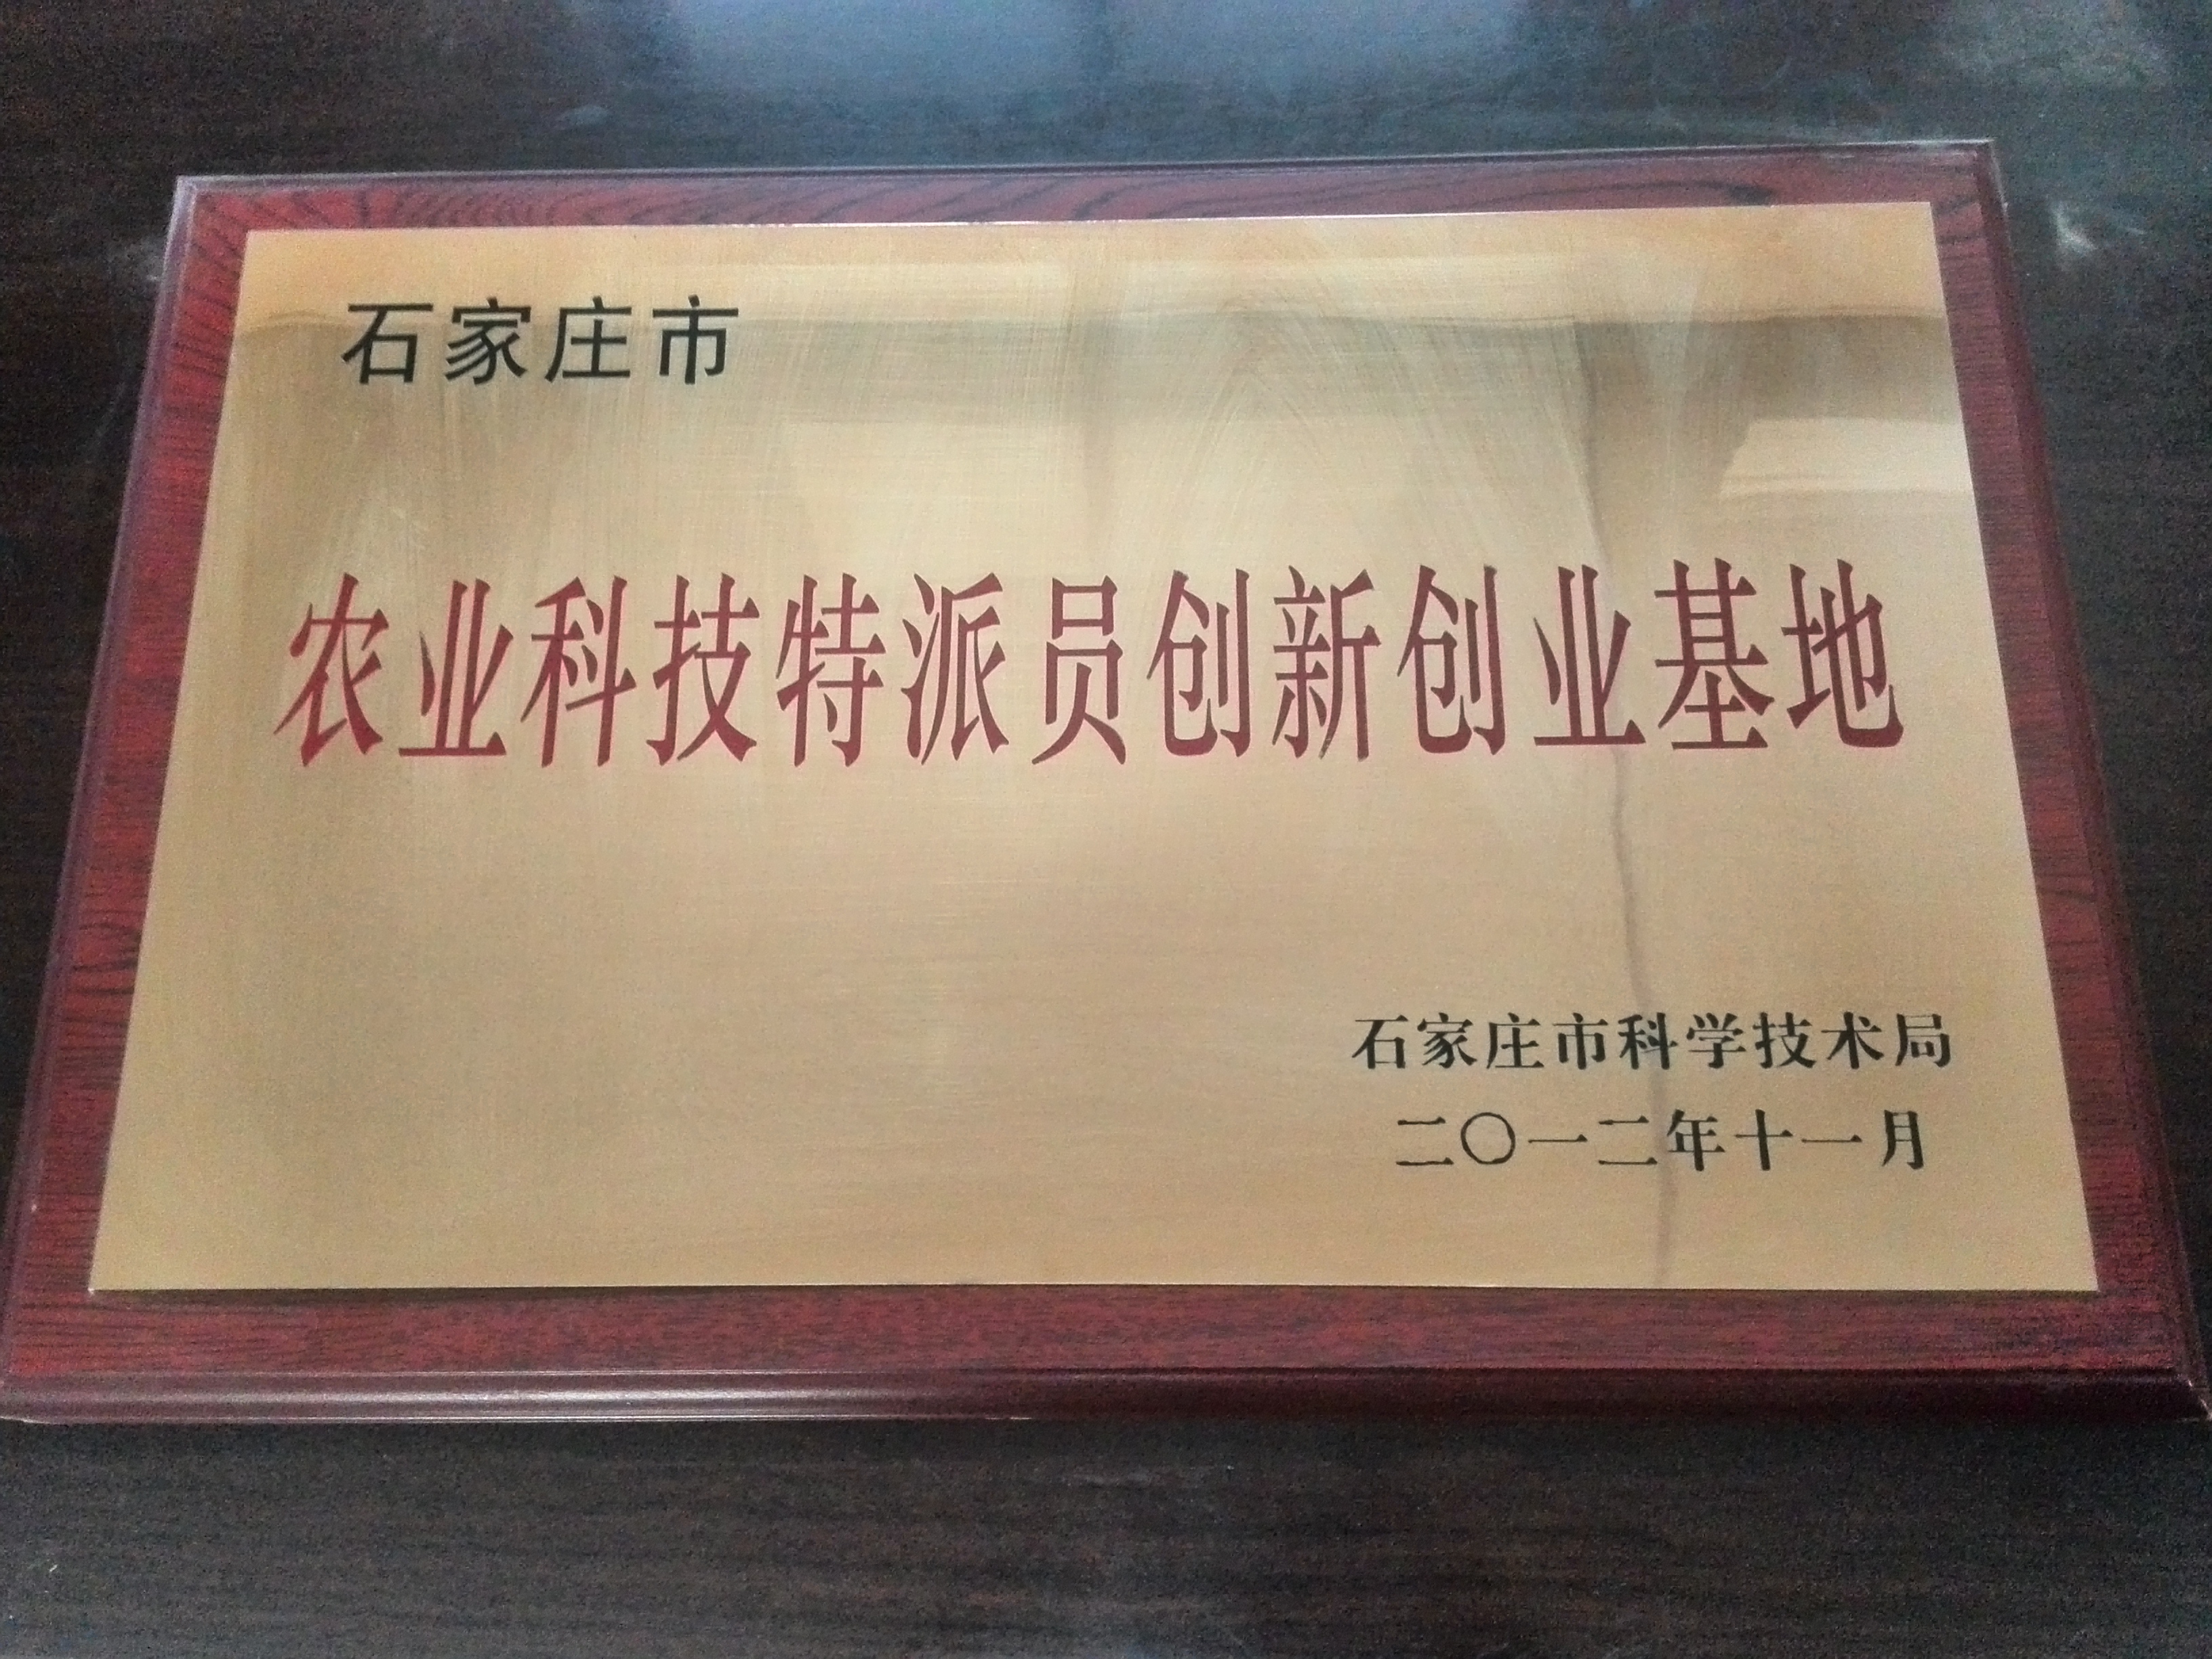 石家庄市
农业科技特派员创新创业基地
石家庄市科学技术局
二〇一二年十一月